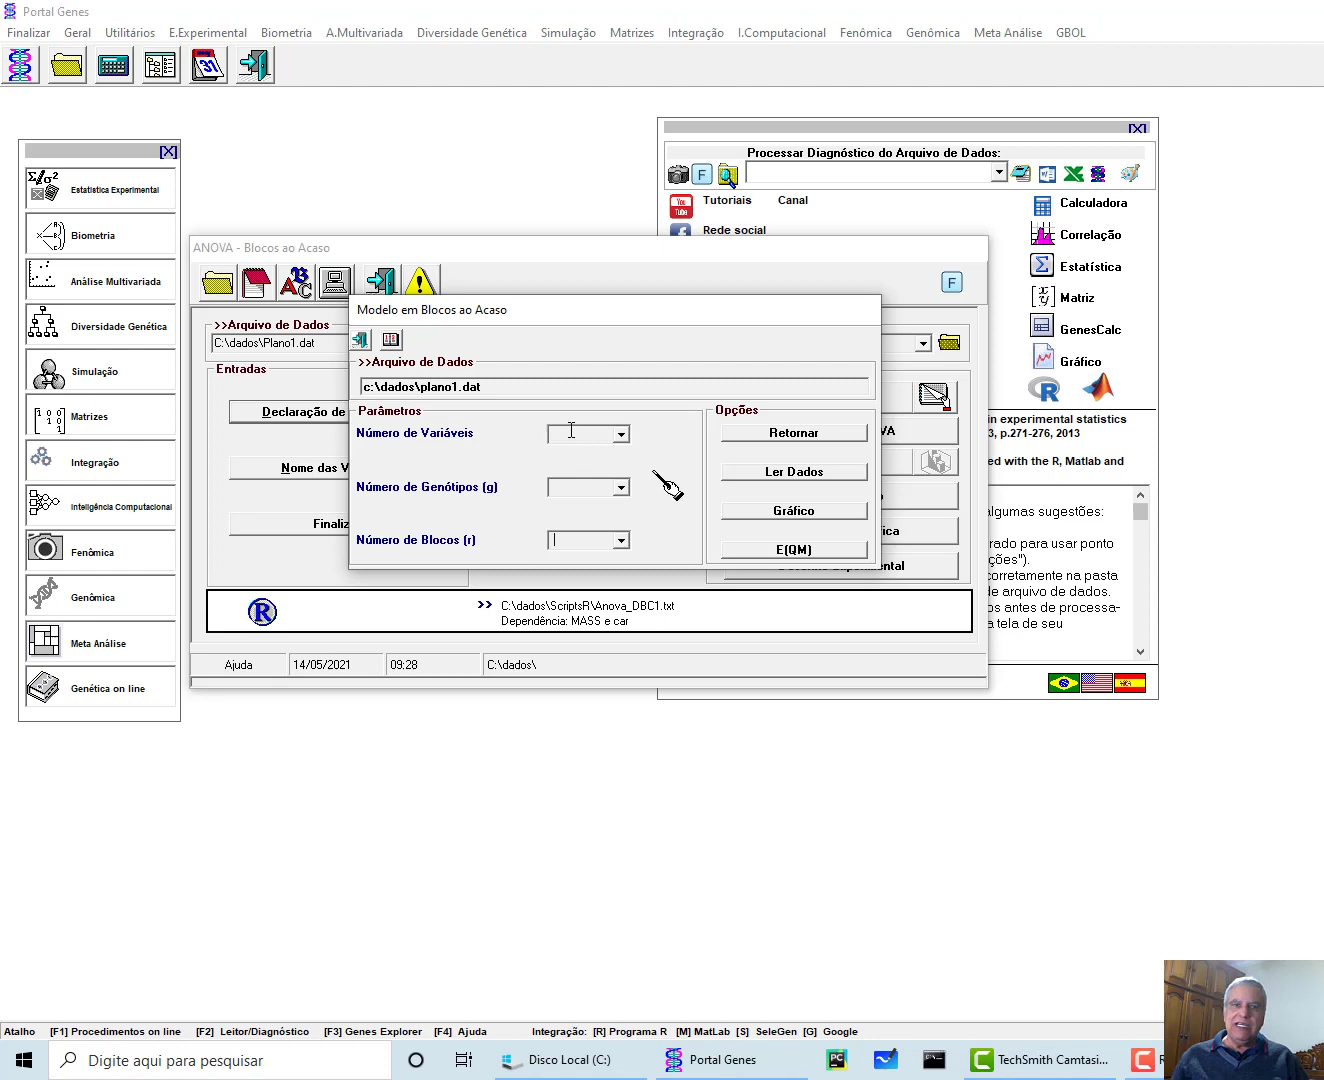 Portal Genes
Finalizar Geral Utilitários E.Experimental Biometria A.Multivariada Diversidade Genética Simulação Matrizes Integração I.Computacional Fenômica Genômica Meta Análise GBOL
31
[X]
Estatística Experimental
Biometria
Análise Multivariada
Diversidade Genética
Simulação
Matrizes
Integração
Inteligência Computacional
Fenômica
Genômica
Meta Análise
Genética on line
[X]
Processar Diagnóstico do Arquivo de Dados:
F
You Tube
Tutoriais Canal
Rede social
Calculadora
Correlação
Estatística
Matriz
GenesCalc
Gráfico
in experimental statistics
3, p.271-276, 2013
ed with the R, Matlab and
algumas sugestões:
rado para usar ponto
ções").
corretamente na pasta
de arquivo de dados.
os antes de processa-
a tela de seu
ANOVA - Blocos ao Acaso
F
>>Arquivo de Dados
C:\dados\Plano1.dat
Entradas
Declaração de
Nome das V
Finaliz
VA
o
ica
>> C:\dados\ScriptsR\Anova_DBC1.txt
Dependência: MASS e car
Ajuda 14/05/2021 09:28 C:\dados\
Modelo em Blocos ao Acaso
>>Arquivo de Dados
c:\dados\plano1.dat
Parâmetros
Número de Variáveis
Número de Genótipos (g)
Número de Blocos (r)
Opções
Retornar
Ler Dados
Gráfico
E(QM)
Atalho [F1] Procedimentos on line [F2] Leitor/Diagnóstico [F3] Genes Explorer [F4] Ajuda Integração: [R] Programa R [M] MatLab [S] SeleGen [G] Google
Digite aqui para pesquisar Disco Local (C:) Portal Genes PC TechSmith Camtasi...